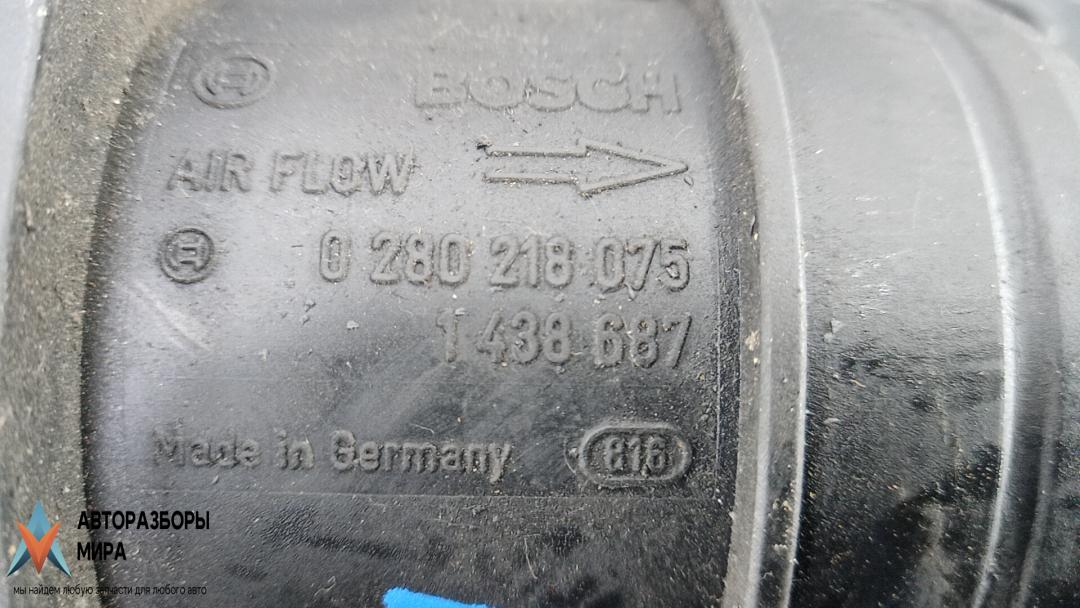 BOSCH
AIR FLOW
0 280 218 075
1 438 687
Made in Germany 816
АВТОРАЗБОРЫ
МИРА
мы найдем любую запчасти для любого авто